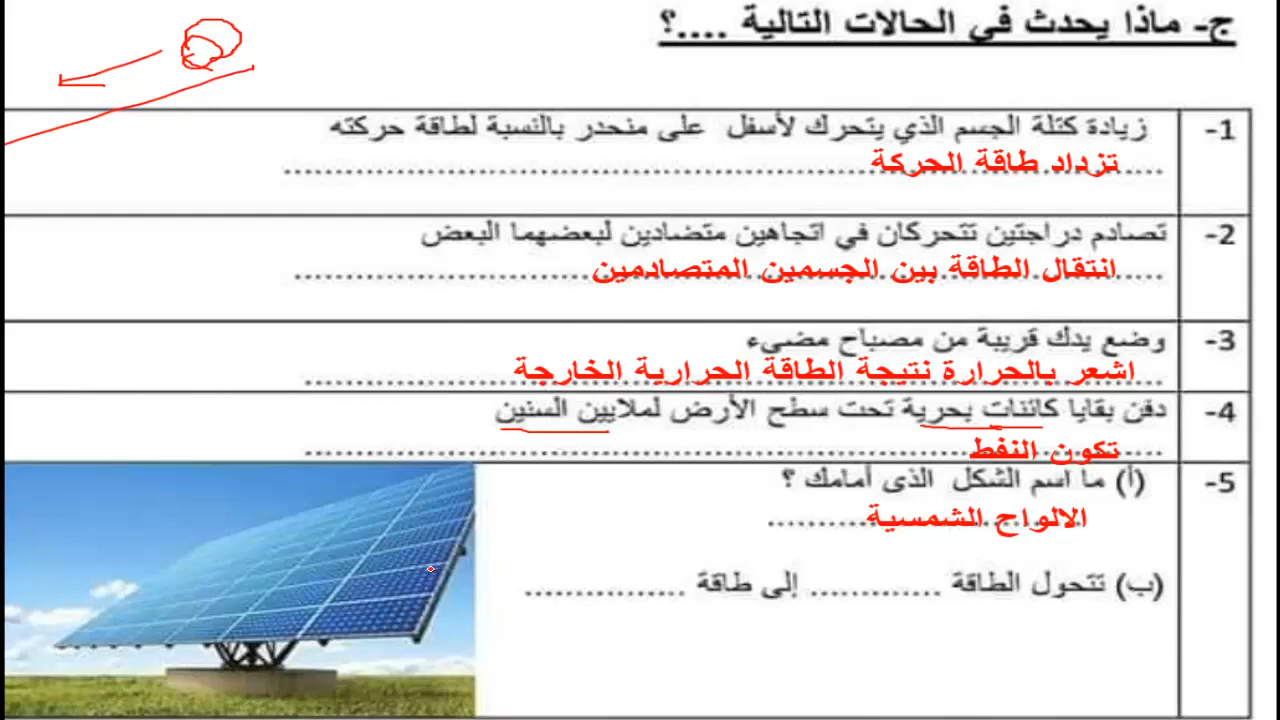 ج- ماذا يحدث في الحالات التالية ....؟
1- زيادة كتلة الجسم الذي يتحرك لأسفل على منحدر بالنسبة لطاقة حركته
تزداد طاقة الحركة
2- تصادم دراجتين تتحركان في اتجاهين متضادين لبعضهما البعض
انتقال الطاقة بين الجسمين المتصادمين
3- وضع يدك قريبة من مصباح مضيء
اشعر بالحرارة نتيجة الطاقة الحرارية الخارجة
4- دفن بقايا كائنات بحرية تحت سطح الأرض لملايين السنين
تكون النفط
5- (أ) ما اسم الشكل الذى أمامك ؟
الالواح الشمسية
(ب) تتحول الطاقة ............. إلى طاقة ................